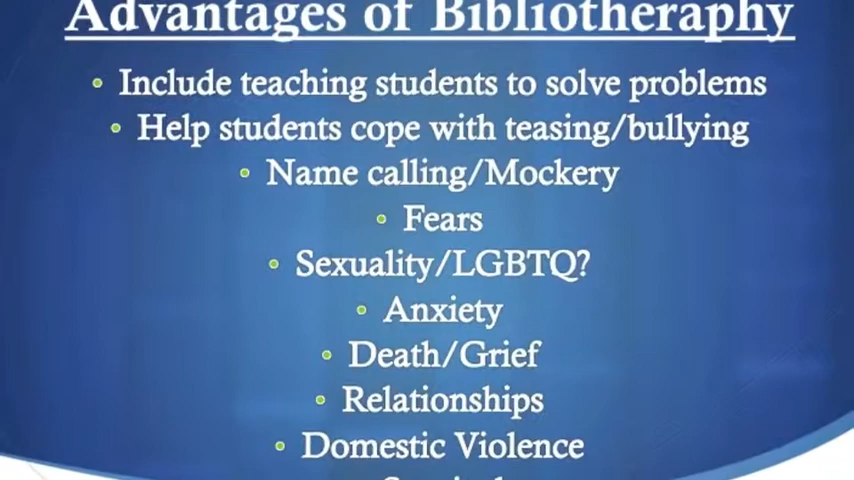 Advantages of Bibliotheraphy
Include teaching students to solve problems
Help students cope with teasing/bullying
Name calling/Mockery
Fears
Sexuality/LGBTQ?
Anxiety
Death/Grief
Relationships
Domestic Violence